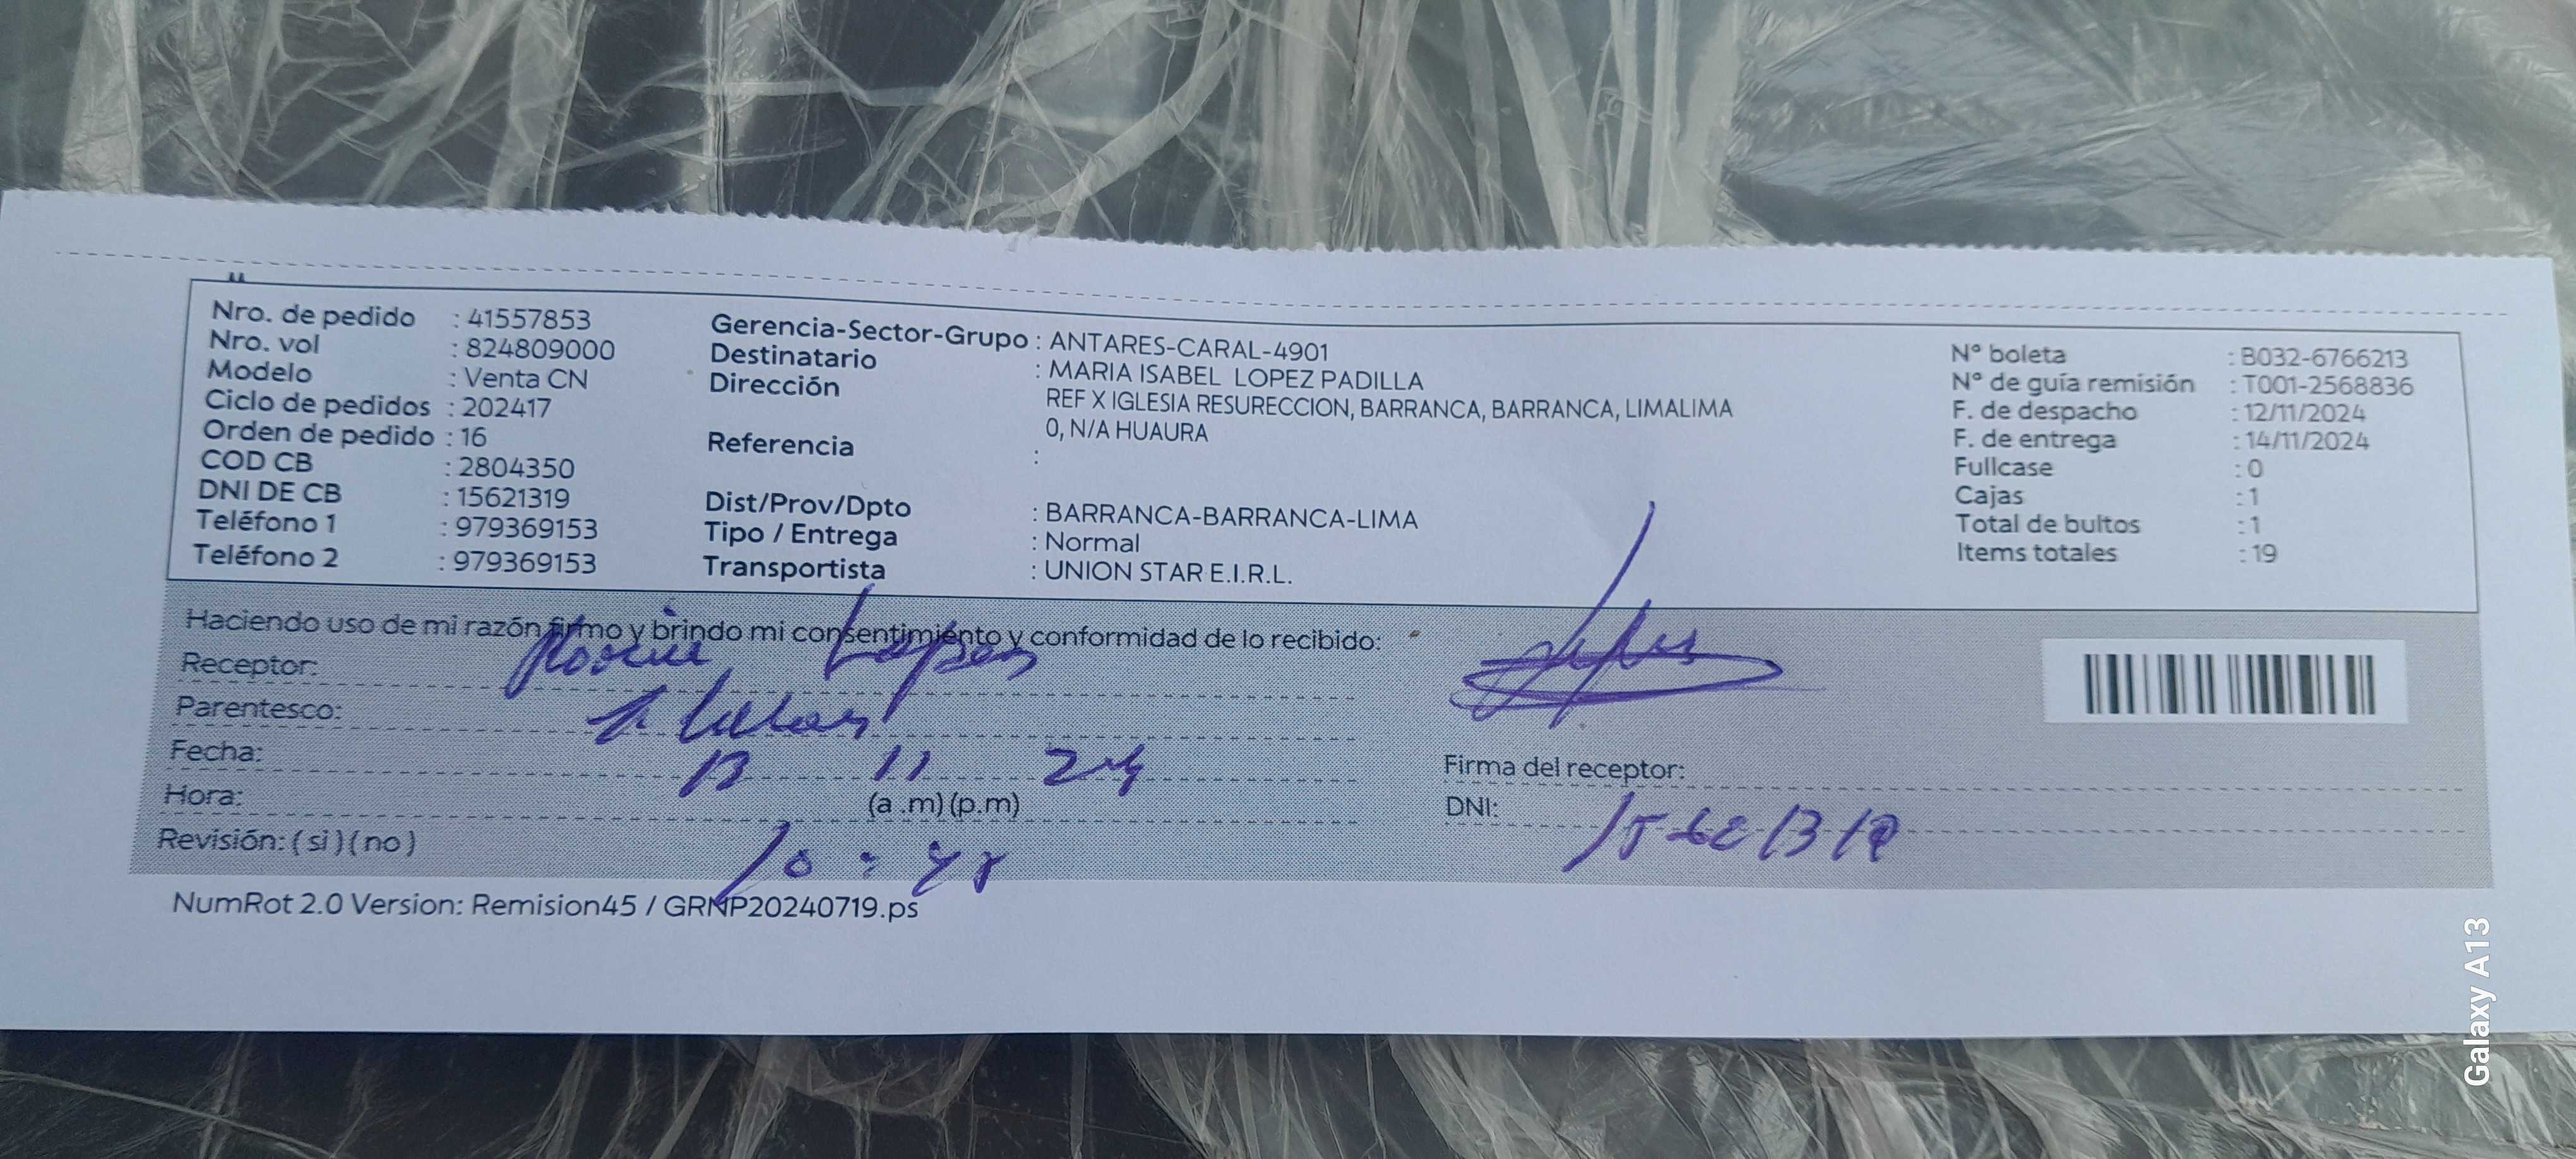 Nro. de pedido : 41557853
Nro. vol : 824809000
Modelo : Venta CN
Ciclo de pedidos : 202417
Orden de pedido : 16
COD CB : 2804350
DNI DE CB : 15621319
Teléfono 1 : 979369153
Teléfono 2 : 979369153
Gerencia-Sector-Grupo : ANTARES-CARAL-4901
Destinatario : MARIA ISABEL LOPEZ PADILLA
Dirección REF X IGLESIA RESURECCION, BARRANCA, BARRANCA, LIMALIMA
0, N/A HUAURA
Referencia :
Dist/Prov/Dpto : BARRANCA-BARRANCA-LIMA
Tipo / Entrega : Normal
Transportista : UNION STAR E.I.R.L.
N° boleta : B032-6766213
N° de guía remisión : T001-2568836
F. de despacho : 12/11/2024
F. de entrega : 14/11/2024
Fullcase : 0
Cajas : 1
Total de bultos : 1
Items totales : 19
Haciendo uso de mi razón firmo y brindo mi consentimiento y conformidad de lo recibido:
Receptor:
Parentesco: Titular
Fecha: 13 11 24
Hora: (a .m) (p.m)
Revisión: ( si ) ( no )
Firma del receptor:
DNI:
NumRot 2.0 Version: Remision45 / GRNP20240719.ps
Galaxy A13